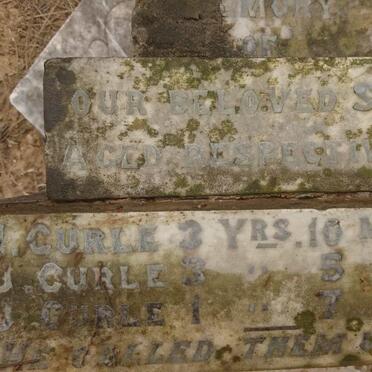 MORY
OF
OUR BELOVED S
AGED RESPECTIV
J. CURLE 3 YRS. 10 M
J. CURLE 3 " 5
J. CURLE 1 " 7
CALLED THEM